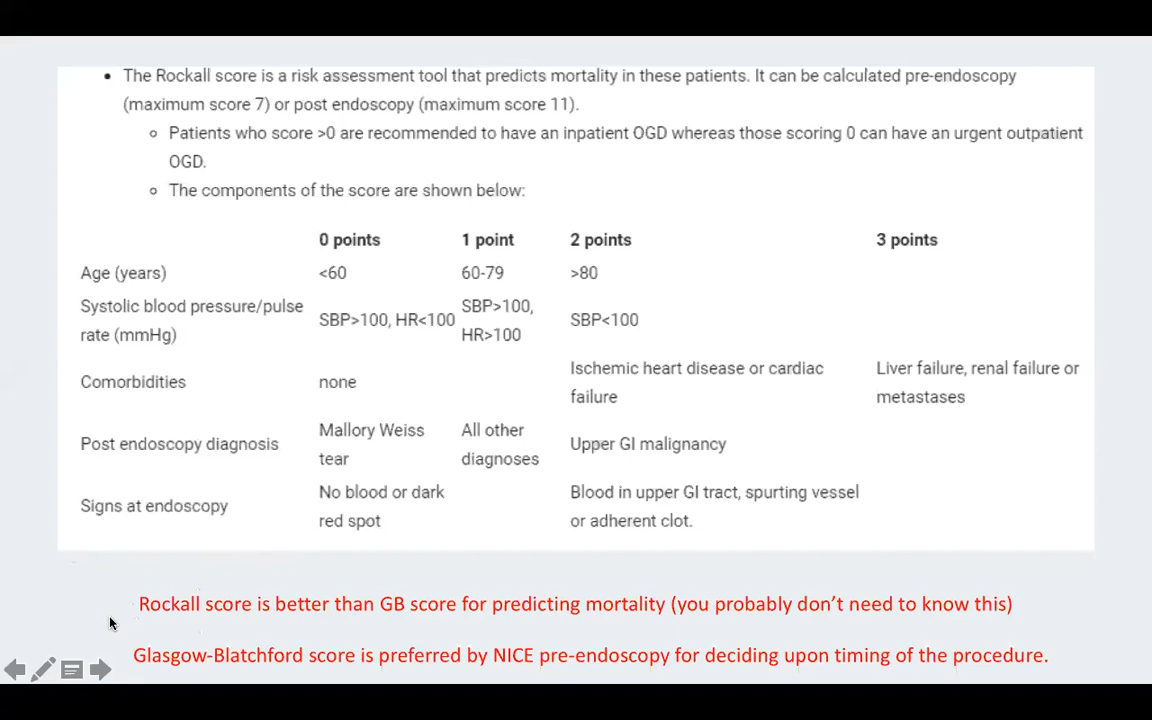 • The Rockall score is a risk assessment tool that predicts mortality in these patients. It can be calculated pre-endoscopy
(maximum score 7) or post endoscopy (maximum score 11).
◦ Patients who score >0 are recommended to have an inpatient OGD whereas those scoring 0 can have an urgent outpatient
OGD.
◦ The components of the score are shown below:
0 points 1 point 2 points 3 points
Age (years) <60 60-79 >80
Systolic blood pressure/pulse SBP>100,
SBP>100, HR<100 SBP<100
rate (mmHg) HR>100
Ischemic heart disease or cardiac Liver failure, renal failure or
Comorbidities none
failure metastases
Mallory Weiss All other
Post endoscopy diagnosis Upper GI malignancy
tear diagnoses
No blood or dark Blood in upper GI tract, spurting vessel
Signs at endoscopy
red spot or adherent clot.
Rockall score is better than GB score for predicting mortality (you probably don’t need to know this)
Glasgow-Blatchford score is preferred by NICE pre-endoscopy for deciding upon timing of the procedure.